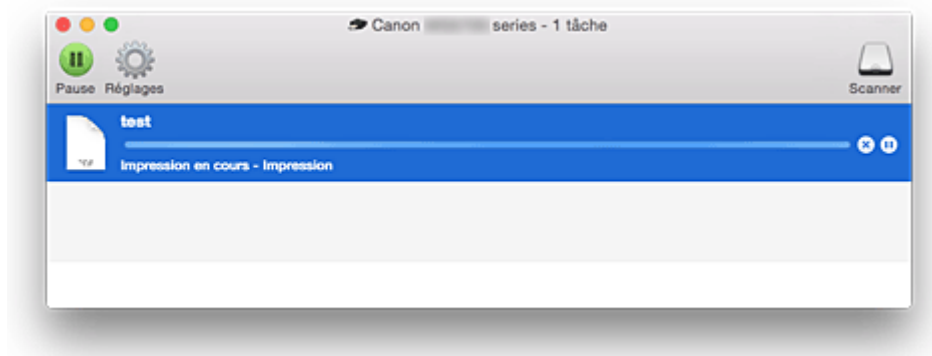 Canon series - 1 tâche
Pause Réglages Scanner
test
Impression en cours - Impression